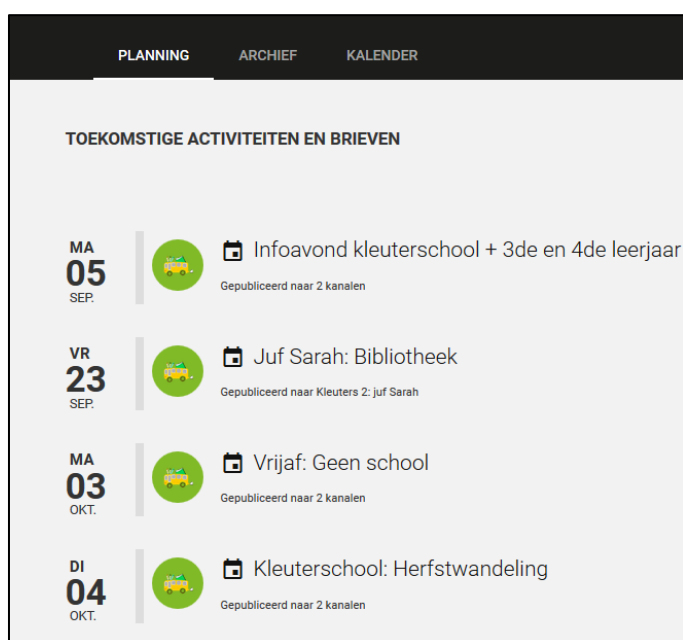 PLANNING ARCHIEF KALENDER
TOEKOMSTIGE ACTIVITEITEN EN BRIEVEN
MA
05
SEP.
Infoavond kleuterschool + 3de en 4de leerjaar
Gepubliceerd naar 2 kanalen
VR
23
SEP.
Juf Sarah: Bibliotheek
Gepubliceerd naar Kleuters 2: juf Sarah
MA
03
OKT.
Vrijaf: Geen school
Gepubliceerd naar 2 kanalen
DI
04
OKT.
Kleuterschool: Herfstwandeling
Gepubliceerd naar 2 kanalen